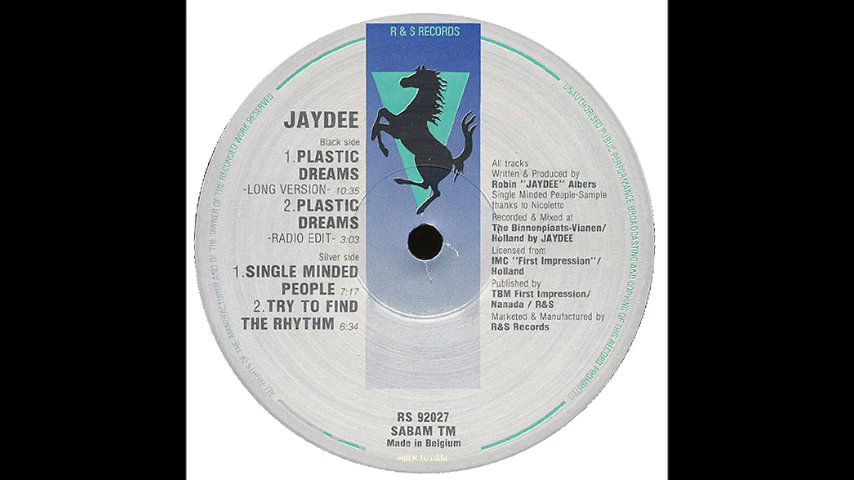 R & S RECORDS
JAYDEE
Black side
1.PLASTIC
DREAMS
-LONG VERSION- 10:35
2.PLASTIC
DREAMS
-RADIO EDIT- 3:03
Silver side
1.SINGLE MINDED
PEOPLE 7:17
2.TRY TO FIND
THE RHYTHM 6:34
All tracks
Written & Produced by
Robin "JAYDEE" Albers
Single Minded People-Sample
thanks to Nicoletto
Recorded & Mixed at
The Binnonplaats-Vianen/
Holland by JAYDEE
Licensed from
IMC "First Impression"/
Holland
Published by
TBM First Impression/
Nanada / R&S
Marketed & Manufactured by
R&S Records
RS 92027
SABAM TM
Made in Belgium
ALL RIGHTS OF THE MANUFACTURER AND OF THE OWNER OF THE RECORDED WORK RESERVED
UNAUTHORISED PUBLIC PERFORMANCE BROADCASTING AND COPYING OF THIS RECORD PROHIBITED